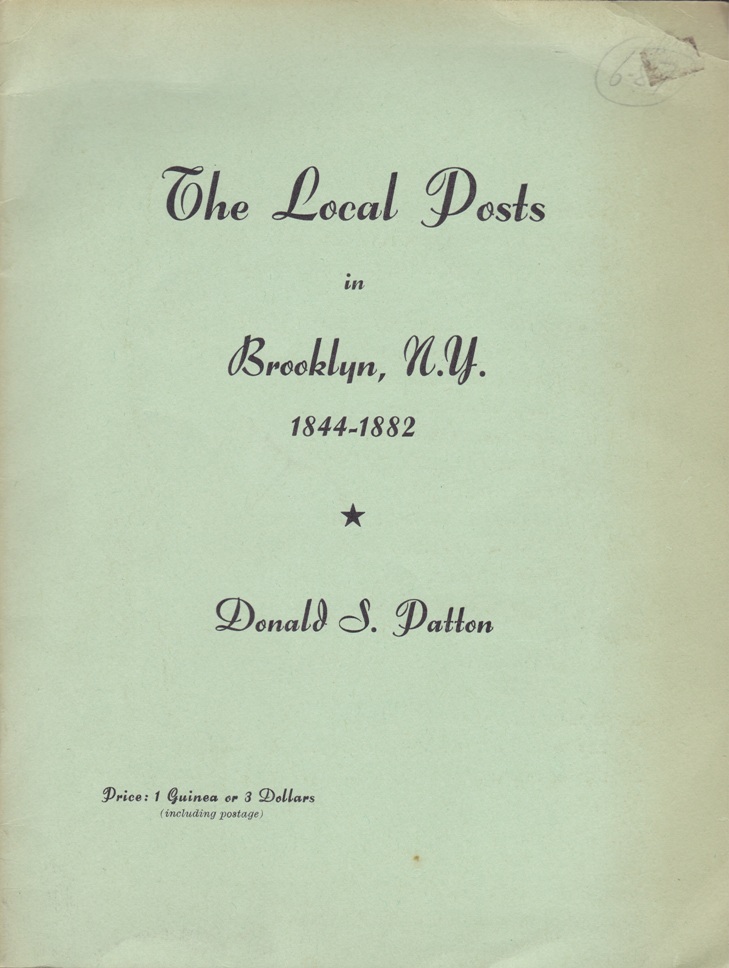 The Local Posts
in
Brooklyn, N.Y.
1844-1882
★
Donald S. Patton
Price: 1 Guinea or 3 Dollars
(including postage)